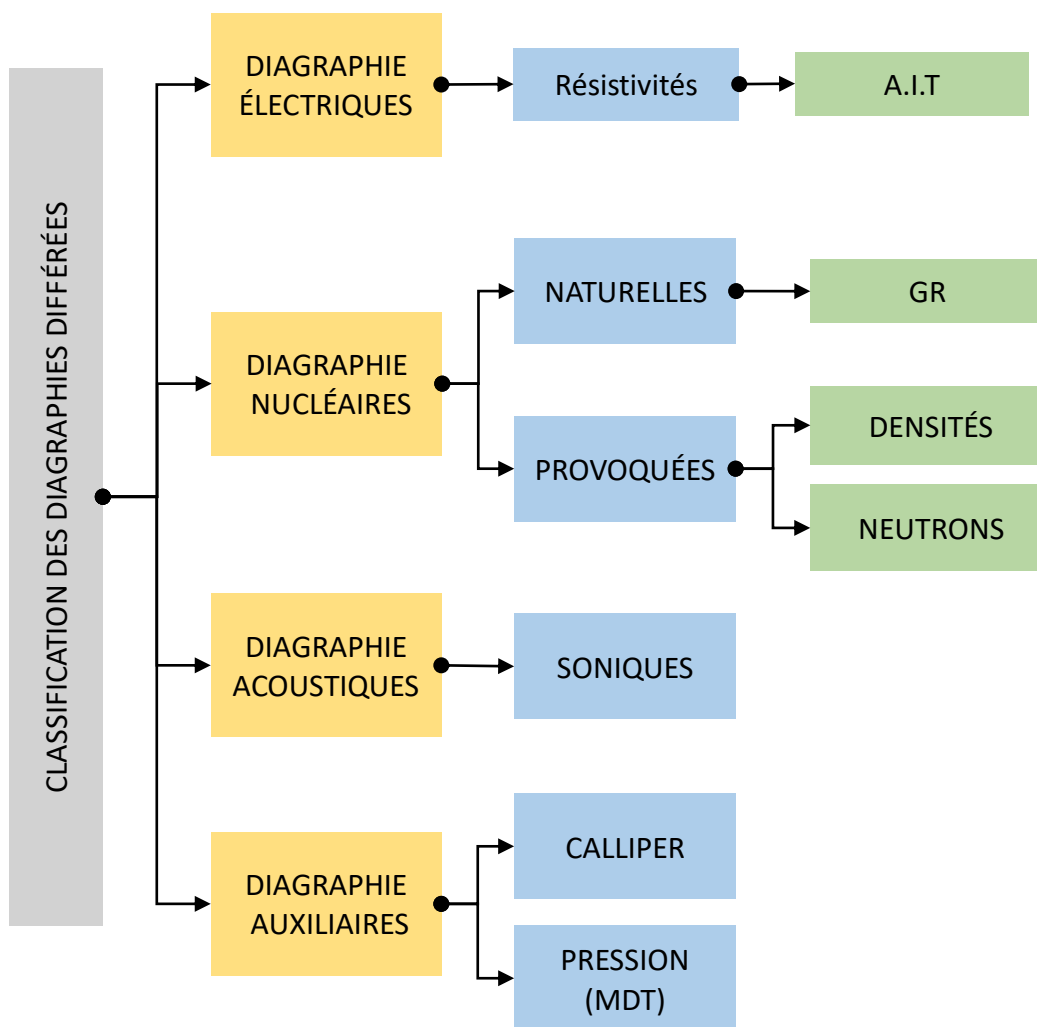 CLASSIFICATION DES DIAGRAPHIES DIFFÉRÉES
DIAGRAPHIE
ÉLECTRIQUES
Résistivités
A.I.T
DIAGRAPHIE
NUCLÉAIRES
NATURELLES
GR
PROVOQUÉES
DENSITÉS
NEUTRONS
DIAGRAPHIE
ACOUSTIQUES
SONIQUES
DIAGRAPHIE
AUXILIAIRES
CALLIPER
PRESSION
(MDT)